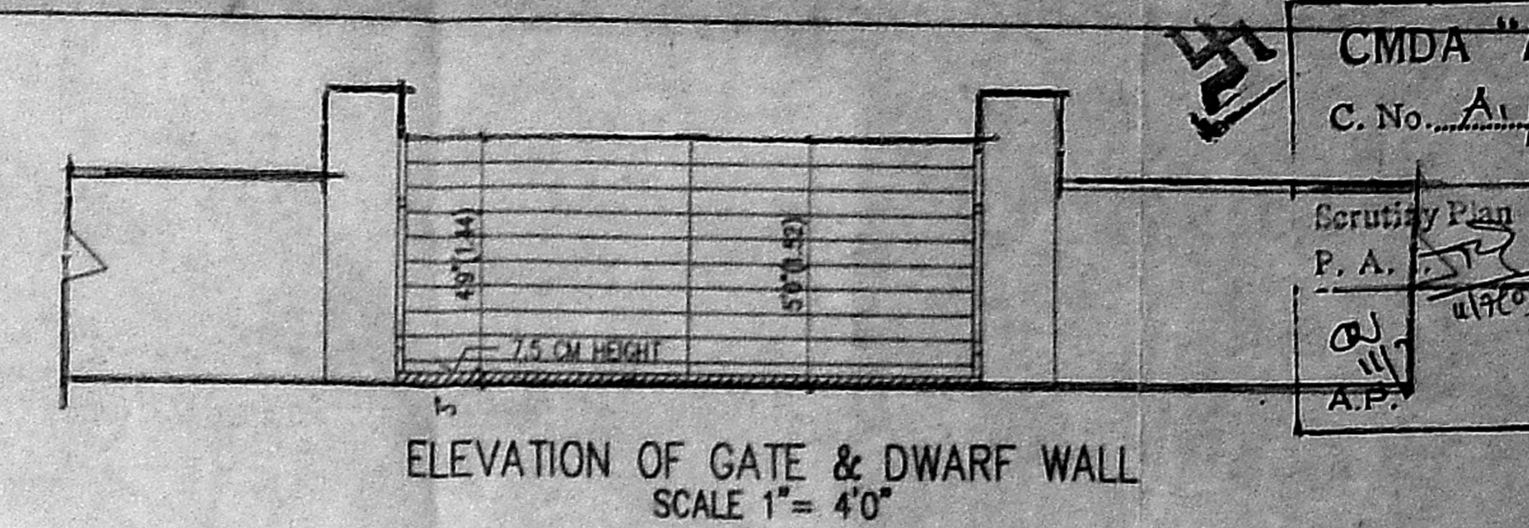 CMDA "
C. No.
Scrutiny Plan
P. A.
A.P.
4'9"(1.44)
5'0"(1.52)
7.5 CM HEIGHT
3"
ELEVATION OF GATE & DWARF WALL
SCALE 1"= 4'0"